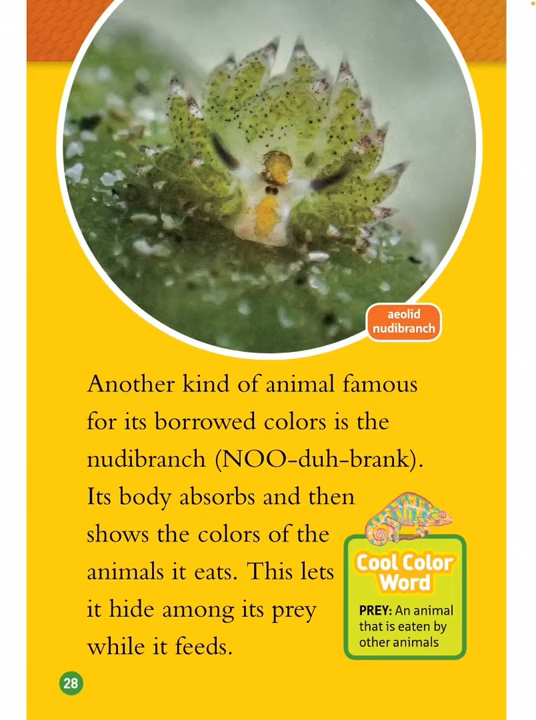 aeolid
nudibranch
Another kind of animal famous
for its borrowed colors is the
nudibranch (NOO-duh-brank).
Its body absorbs and then
shows the colors of the
animals it eats. This lets
it hide among its prey
while it feeds.
Cool Color
Word
PREY: An animal
that is eaten by
other animals
28